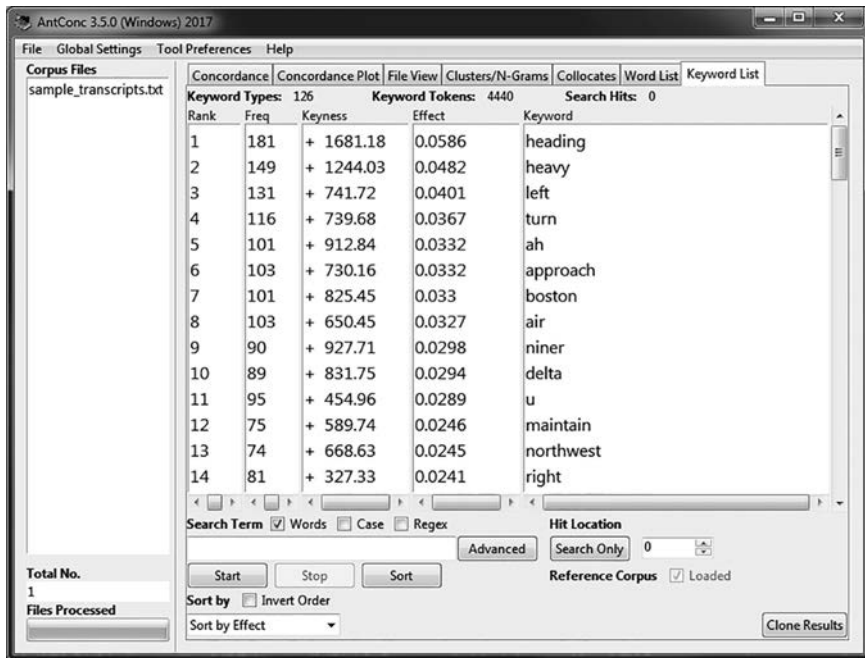 AntConc 3.5.0 (Windows) 2017
File Global Settings Tool Preferences Help
Corpus Files
sample_transcripts.txt
Concordance Concordance Plot File View Clusters/N-Grams Collocates Word List Keyword List
Keyword Types: 126 Keyword Tokens: 4440 Search Hits: 0
Rank Freq Keyness Effect Keyword
1 181 + 1681.18 0.0586 heading
2 149 + 1244.03 0.0482 heavy
3 131 + 741.72 0.0401 left
4 116 + 739.68 0.0367 turn
5 101 + 912.84 0.0332 ah
6 103 + 730.16 0.0332 approach
7 101 + 825.45 0.033 boston
8 103 + 650.45 0.0327 air
9 90 + 927.71 0.0298 niner
10 89 + 831.75 0.0294 delta
11 95 + 454.96 0.0289 u
12 75 + 589.74 0.0246 maintain
13 74 + 668.63 0.0245 northwest
14 81 + 327.33 0.0241 right
Search Term Words Case Regex Hit Location
Advanced Search Only 0
Start Stop Sort Reference Corpus Loaded
Sort by Invert Order
Sort by Effect Clone Results
Total No.
1
Files Processed